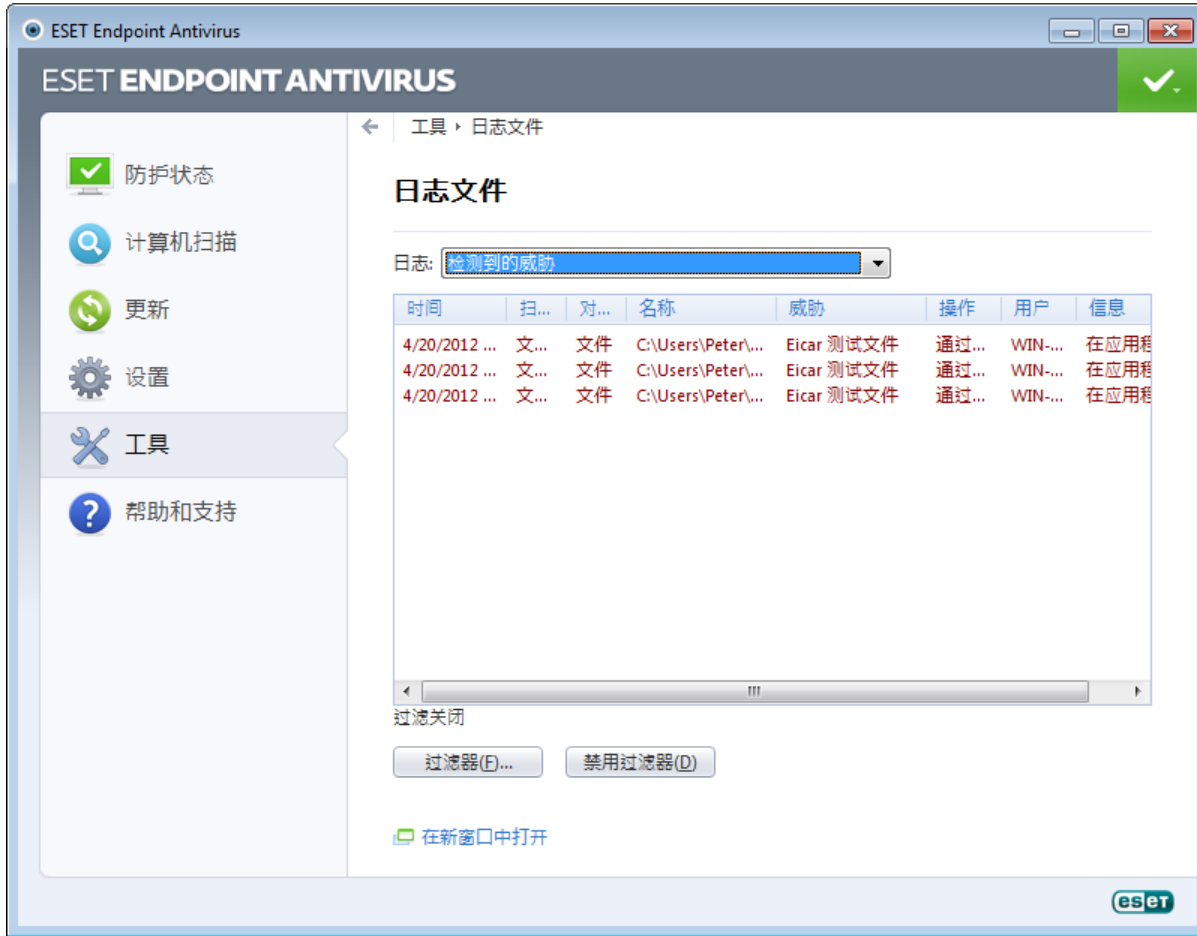 ESET Endpoint Antivirus
ESET ENDPOINT ANTIVIRUS
工具 ▸ 日志文件
防护状态
计算机扫描
更新
设置
工具
帮助和支持
日志文件
日志: 检测到的威胁
时间 扫... 对... 名称 威胁 操作 用户 信息
4/20/2012 ... 文... 文件 C:\Users\Peter\... Eicar 测试文件 通过... WIN-... 在应用程
4/20/2012 ... 文... 文件 C:\Users\Peter\... Eicar 测试文件 通过... WIN-... 在应用程
4/20/2012 ... 文... 文件 C:\Users\Peter\... Eicar 测试文件 通过... WIN-... 在应用程
过滤关闭
过滤器(F)... 禁用过滤器(D)
在新窗口中打开
eseT